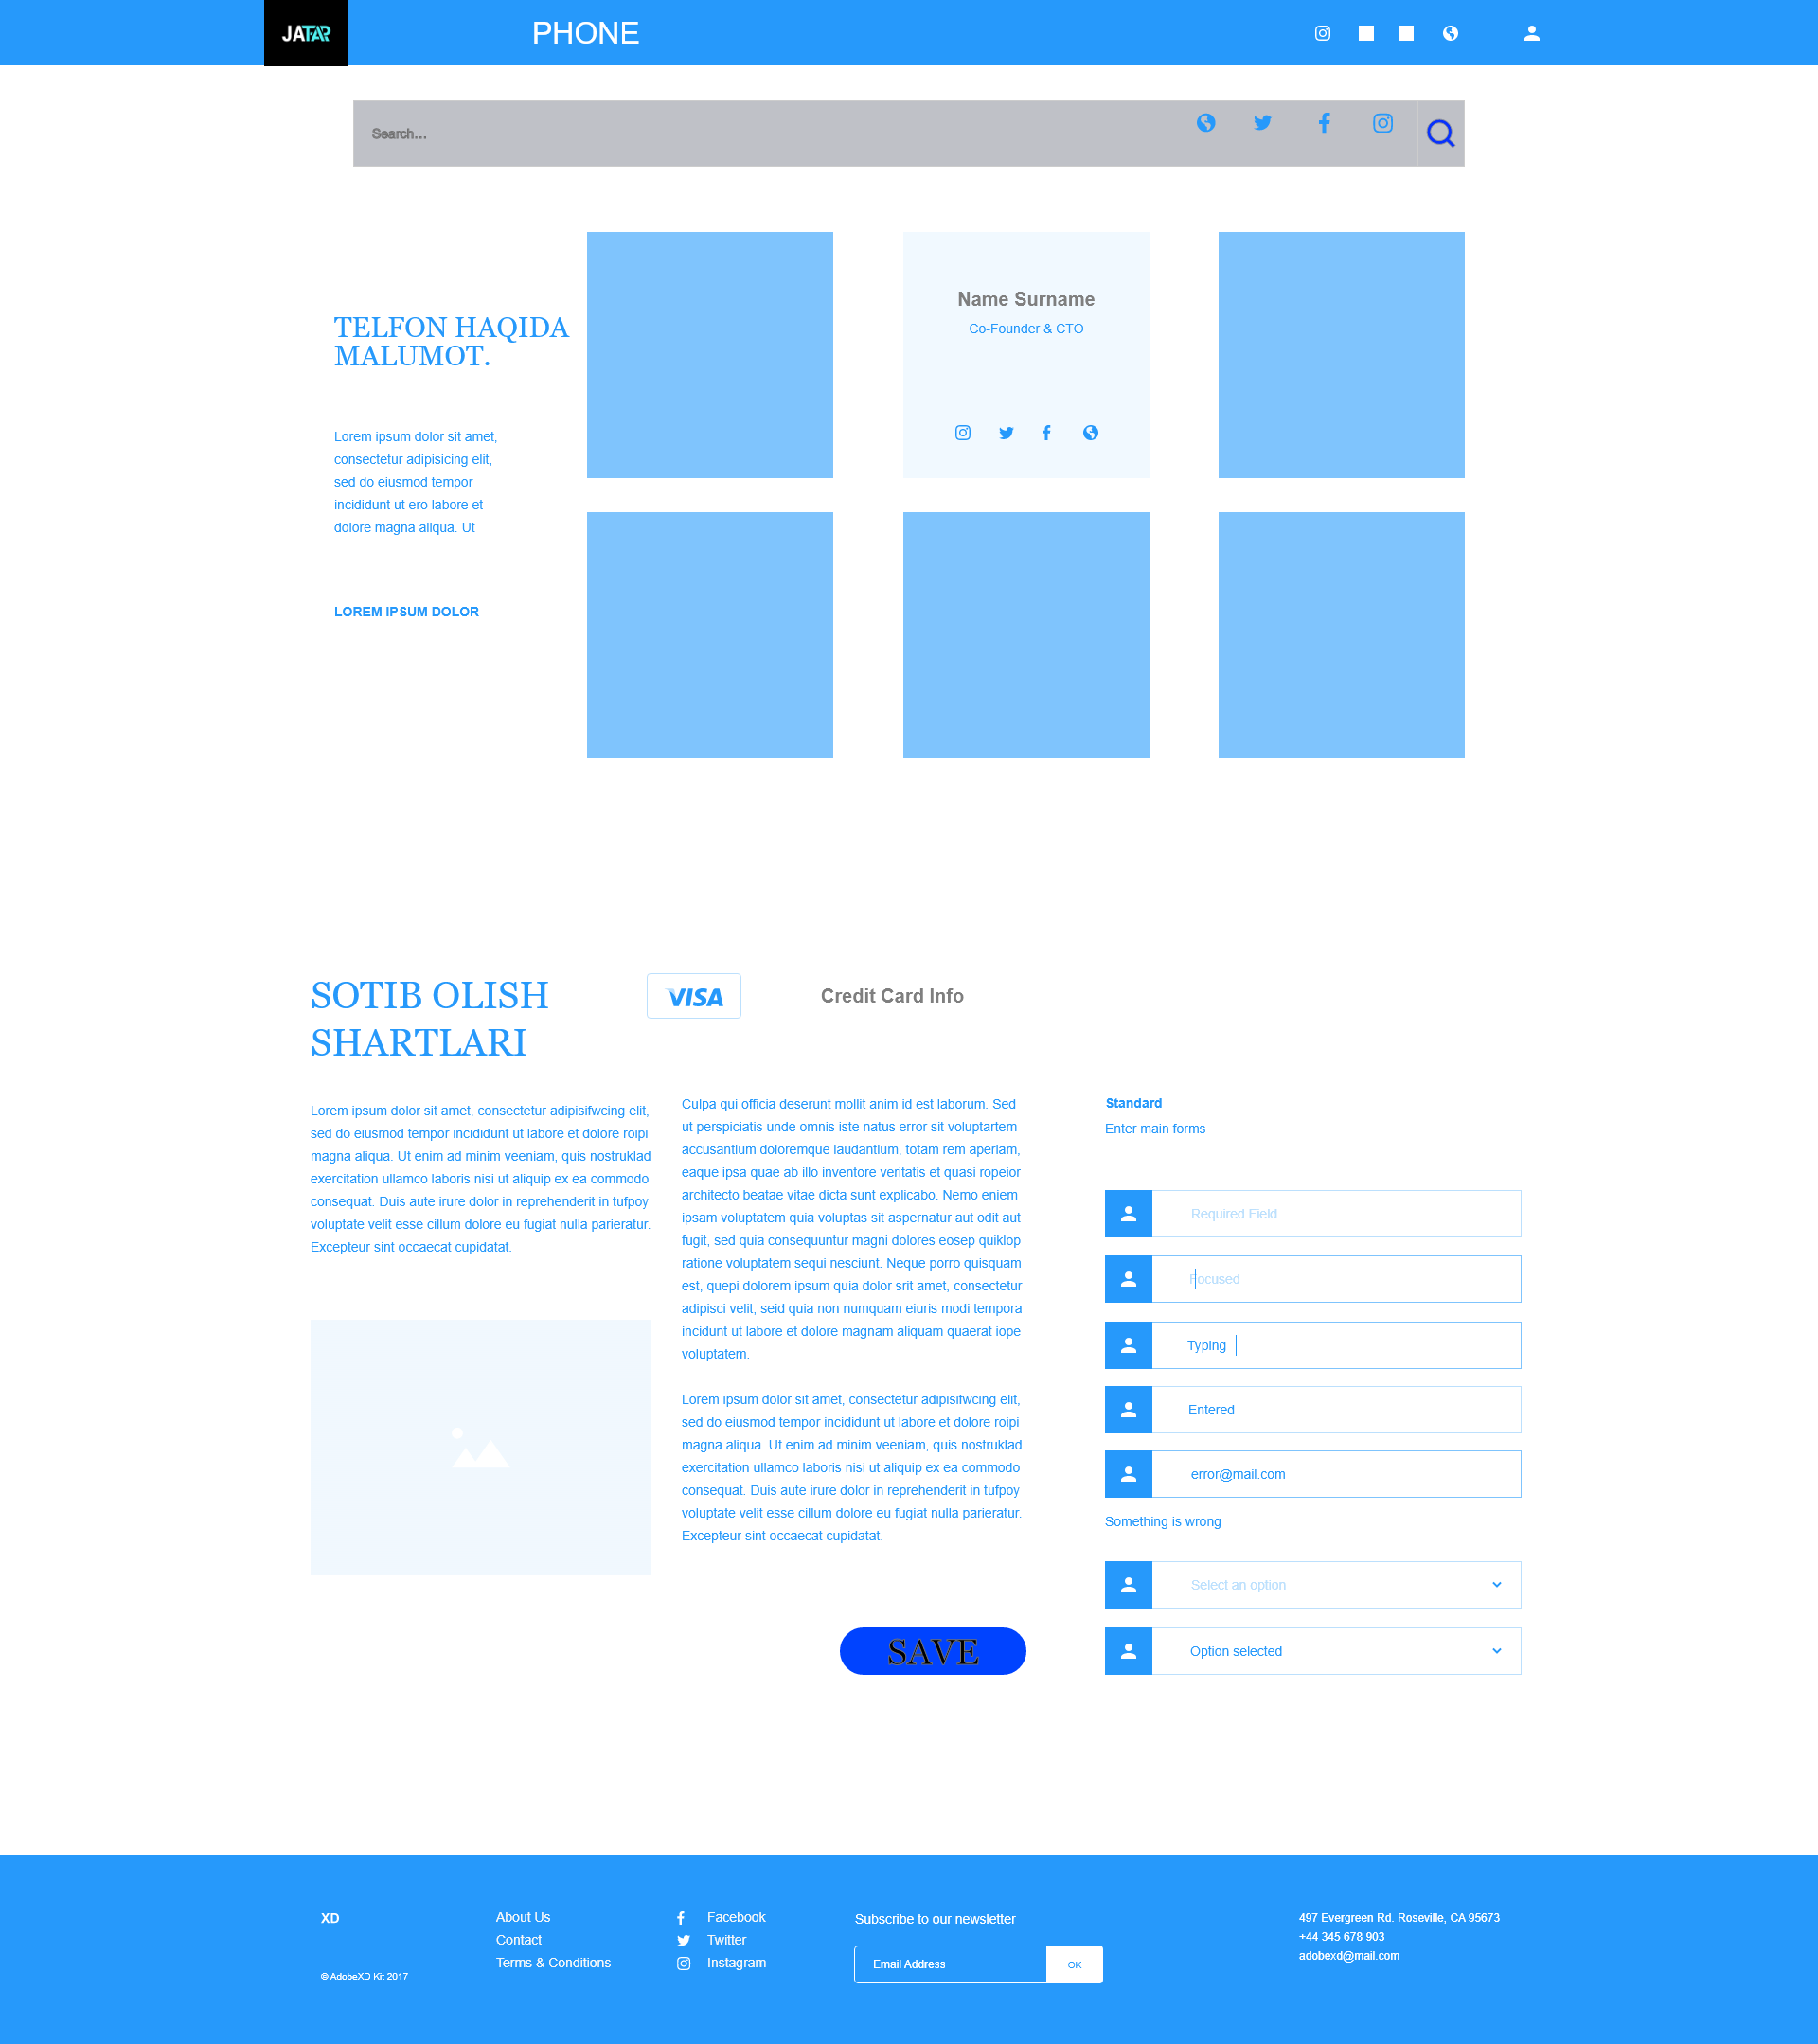 JATAR
PHONE
Search...
TELFON HAQIDA
MALUMOT.
Lorem ipsum dolor sit amet,
consectetur adipisicing elit,
sed do eiusmod tempor
incididunt ut ero labore et
dolore magna aliqua. Ut
LOREM IPSUM DOLOR
Name Surname
Co-Founder & CTO
SOTIB OLISH
SHARTLARI
VISA
Credit Card Info
Lorem ipsum dolor sit amet, consectetur adipisifwcing elit,
sed do eiusmod tempor incididunt ut labore et dolore roipi
magna aliqua. Ut enim ad minim veeniam, quis nostruklad
exercitation ullamco laboris nisi ut aliquip ex ea commodo
consequat. Duis aute irure dolor in reprehenderit in tufpoy
voluptate velit esse cillum dolore eu fugiat nulla parieratur.
Excepteur sint occaecat cupidatat.
Culpa qui officia deserunt mollit anim id est laborum. Sed
ut perspiciatis unde omnis iste natus error sit voluptartem
accusantium doloremque laudantium, totam rem aperiam,
eaque ipsa quae ab illo inventore veritatis et quasi ropeior
architecto beatae vitae dicta sunt explicabo. Nemo eniem
ipsam voluptatem quia voluptas sit aspernatur aut odit aut
fugit, sed quia consequuntur magni dolores eosep quiklop
ratione voluptatem sequi nesciunt. Neque porro quisquam
est, quepi dolorem ipsum quia dolor srit amet, consectetur
adipisci velit, seid quia non numquam eiuris modi tempora
incidunt ut labore et dolore magnam aliquam quaerat iope
voluptatem.
Lorem ipsum dolor sit amet, consectetur adipisifwcing elit,
sed do eiusmod tempor incididunt ut labore et dolore roipi
magna aliqua. Ut enim ad minim veeniam, quis nostruklad
exercitation ullamco laboris nisi ut aliquip ex ea commodo
consequat. Duis aute irure dolor in reprehenderit in tufpoy
voluptate velit esse cillum dolore eu fugiat nulla parieratur.
Excepteur sint occaecat cupidatat.
SAVE
Standard
Enter main forms
Required Field
Focused
Typing
Entered
error@mail.com
Something is wrong
Select an option
Option selected
XD
© AdobeXD Kit 2017
About Us
Contact
Terms & Conditions
Facebook
Twitter
Instagram
Subscribe to our newsletter
Email Address
OK
497 Evergreen Rd. Roseville, CA 95673
+44 345 678 903
adobexd@mail.com